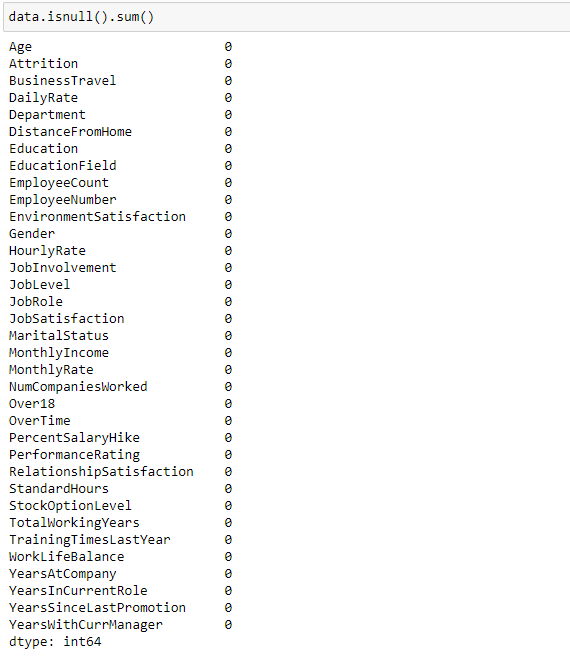 data.isnull().sum()
Age 0
Attrition 0
BusinessTravel 0
DailyRate 0
Department 0
DistanceFromHome 0
Education 0
EducationField 0
EmployeeCount 0
EmployeeNumber 0
EnvironmentSatisfaction 0
Gender 0
HourlyRate 0
JobInvolvement 0
JobLevel 0
JobRole 0
JobSatisfaction 0
MaritalStatus 0
MonthlyIncome 0
MonthlyRate 0
NumCompaniesWorked 0
Over18 0
OverTime 0
PercentSalaryHike 0
PerformanceRating 0
RelationshipSatisfaction 0
StandardHours 0
StockOptionLevel 0
TotalWorkingYears 0
TrainingTimesLastYear 0
WorkLifeBalance 0
YearsAtCompany 0
YearsInCurrentRole 0
YearsSinceLastPromotion 0
YearsWithCurrManager 0
dtype: int64